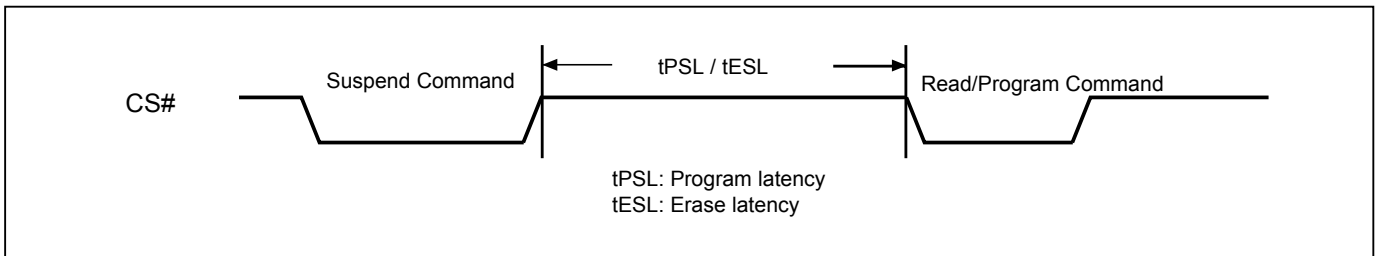 tPSL / tESL
Suspend Command
Read/Program Command
CS#
tPSL: Program latency
tESL: Erase latency